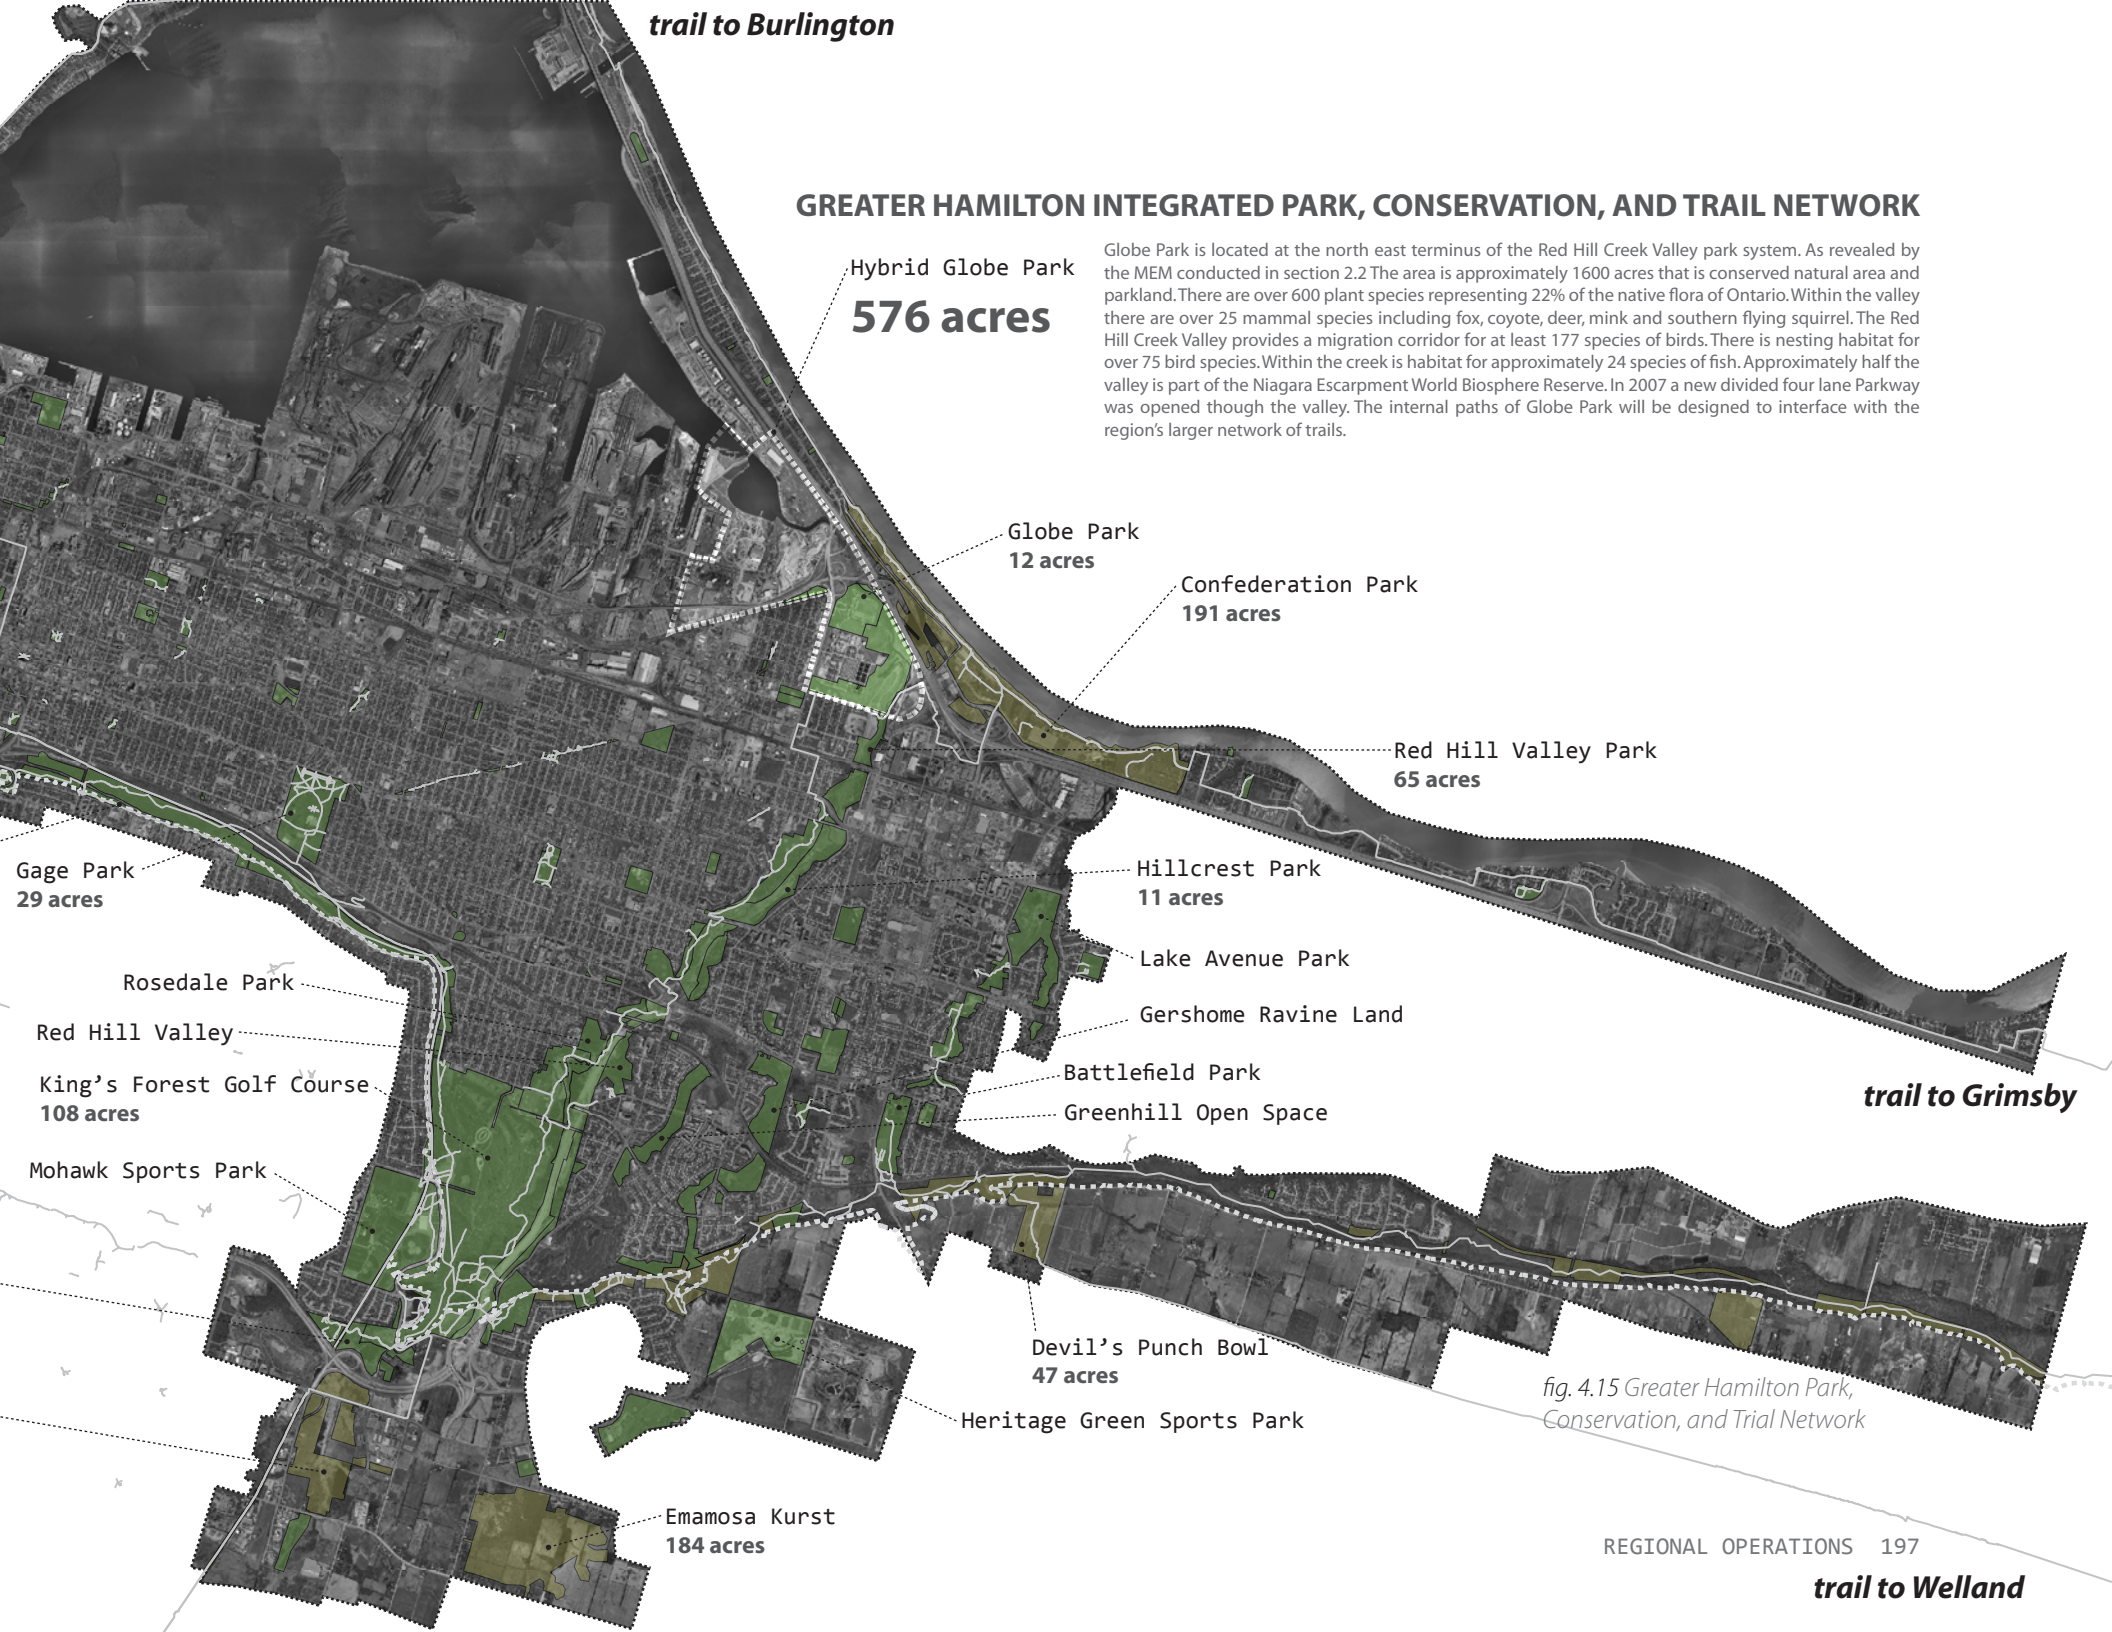 trail to Burlington
GREATER HAMILTON INTEGRATED PARK, CONSERVATION, AND TRAIL NETWORK
Hybrid Globe Park
576 acres
Globe Park is located at the north east terminus of the Red Hill Creek Valley park system. As revealed by
the MEM conducted in section 2.2 The area is approximately 1600 acres that is conserved natural area and
parkland. There are over 600 plant species representing 22% of the native flora of Ontario. Within the valley
there are over 25 mammal species including fox, coyote, deer, mink and southern flying squirrel. The Red
Hill Creek Valley provides a migration corridor for at least 177 species of birds. There is nesting habitat for
over 75 bird species. Within the creek is habitat for approximately 24 species of fish. Approximately half the
valley is part of the Niagara Escarpment World Biosphere Reserve. In 2007 a new divided four lane Parkway
was opened though the valley. The internal paths of Globe Park will be designed to interface with the
region's larger network of trails.
Globe Park
12 acres
Confederation Park
191 acres
Red Hill Valley Park
65 acres
Gage Park
29 acres
Hillcrest Park
11 acres
Lake Avenue Park
Rosedale Park
Gershome Ravine Land
Red Hill Valley
Battlefield Park
King's Forest Golf Course
108 acres
trail to Grimsby
Greenhill Open Space
Mohawk Sports Park
Devil's Punch Bowl
47 acres
fig. 4.15 Greater Hamilton Park,
Conservation, and Trial Network
Heritage Green Sports Park
Emamosa Kurst
184 acres
REGIONAL OPERATIONS 197
trail to Welland